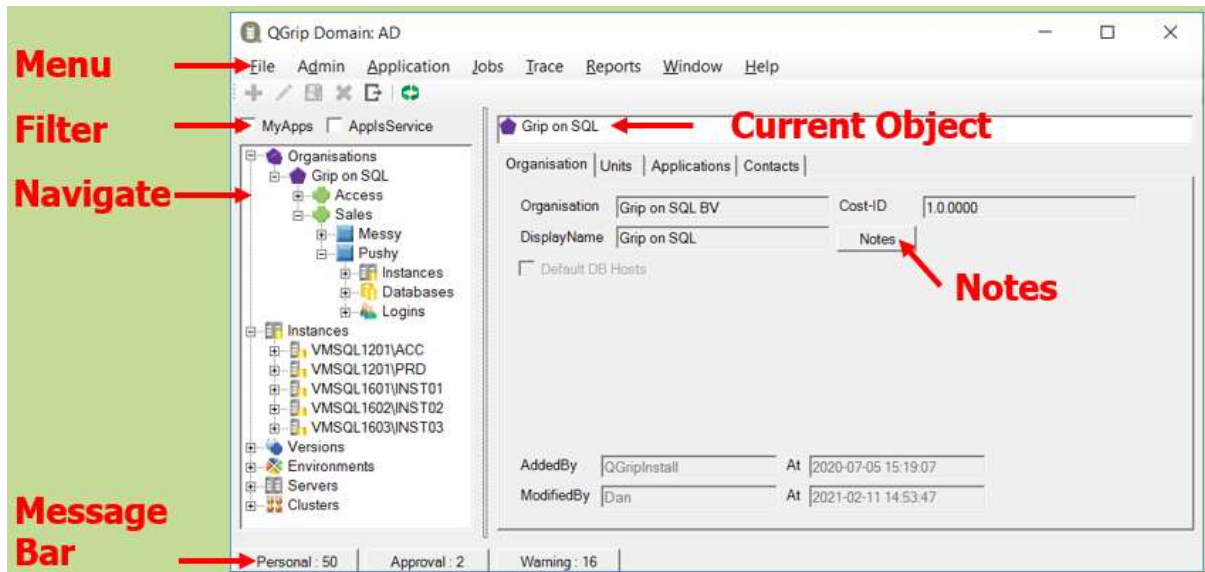 QGrip Domain: AD
Menu
File Admin Application Jobs Trace Reports Window Help
Filter
MyApps ApplsService
Grip on SQL
Current Object
Navigate
Organisations
Grip on SQL
Access
Sales
Messy
Pushy
Instances
Databases
Logins
Instances
VMSQL1201\ACC
VMSQL1201\PRD
VMSQL1601\INST01
VMSQL1602\INST02
VMSQL1603\INST03
Versions
Environments
Servers
Clusters
Organisation Units Applications Contacts
Organisation Grip on SQL BV Cost-ID 1.0.0000
DisplayName Grip on SQL Notes
Default DB Hosts
Notes
AddedBy QGripInstall At 2020-07-05 15:19:07
ModifiedBy Dan At 2021-02-11 14:53:47
Message
Bar
Personal : 50 Approval : 2 Warning : 16